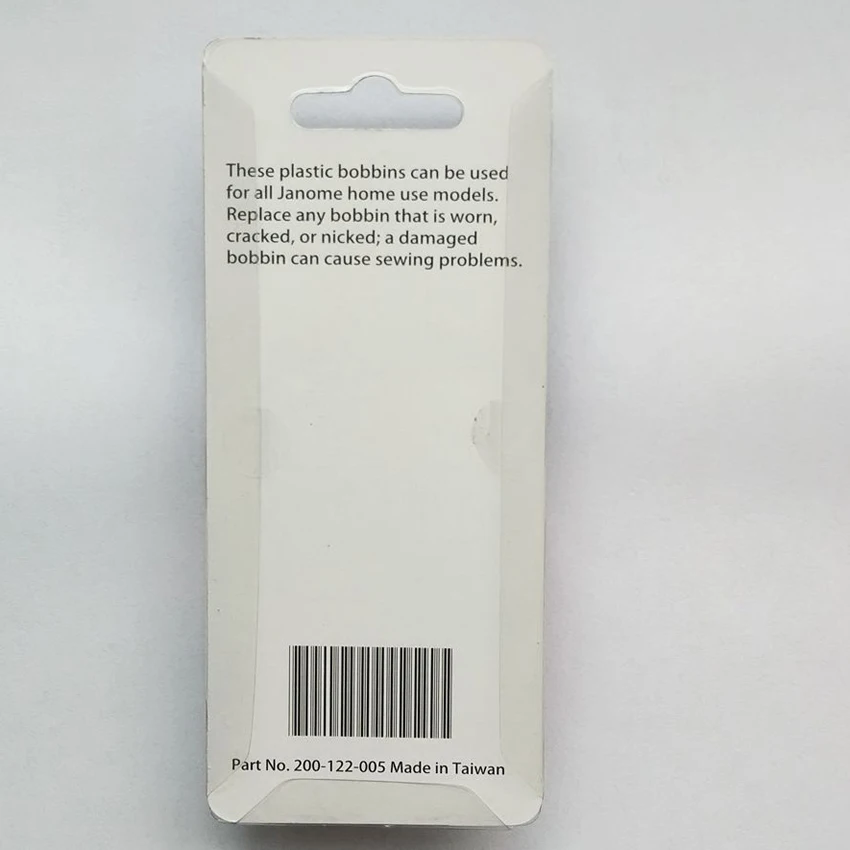 These plastic bobbins can be used
for all Janome home use models.
Replace any bobbin that is worn,
cracked, or nicked; a damaged
bobbin can cause sewing problems.
Part No. 200-122-005 Made in Taiwan